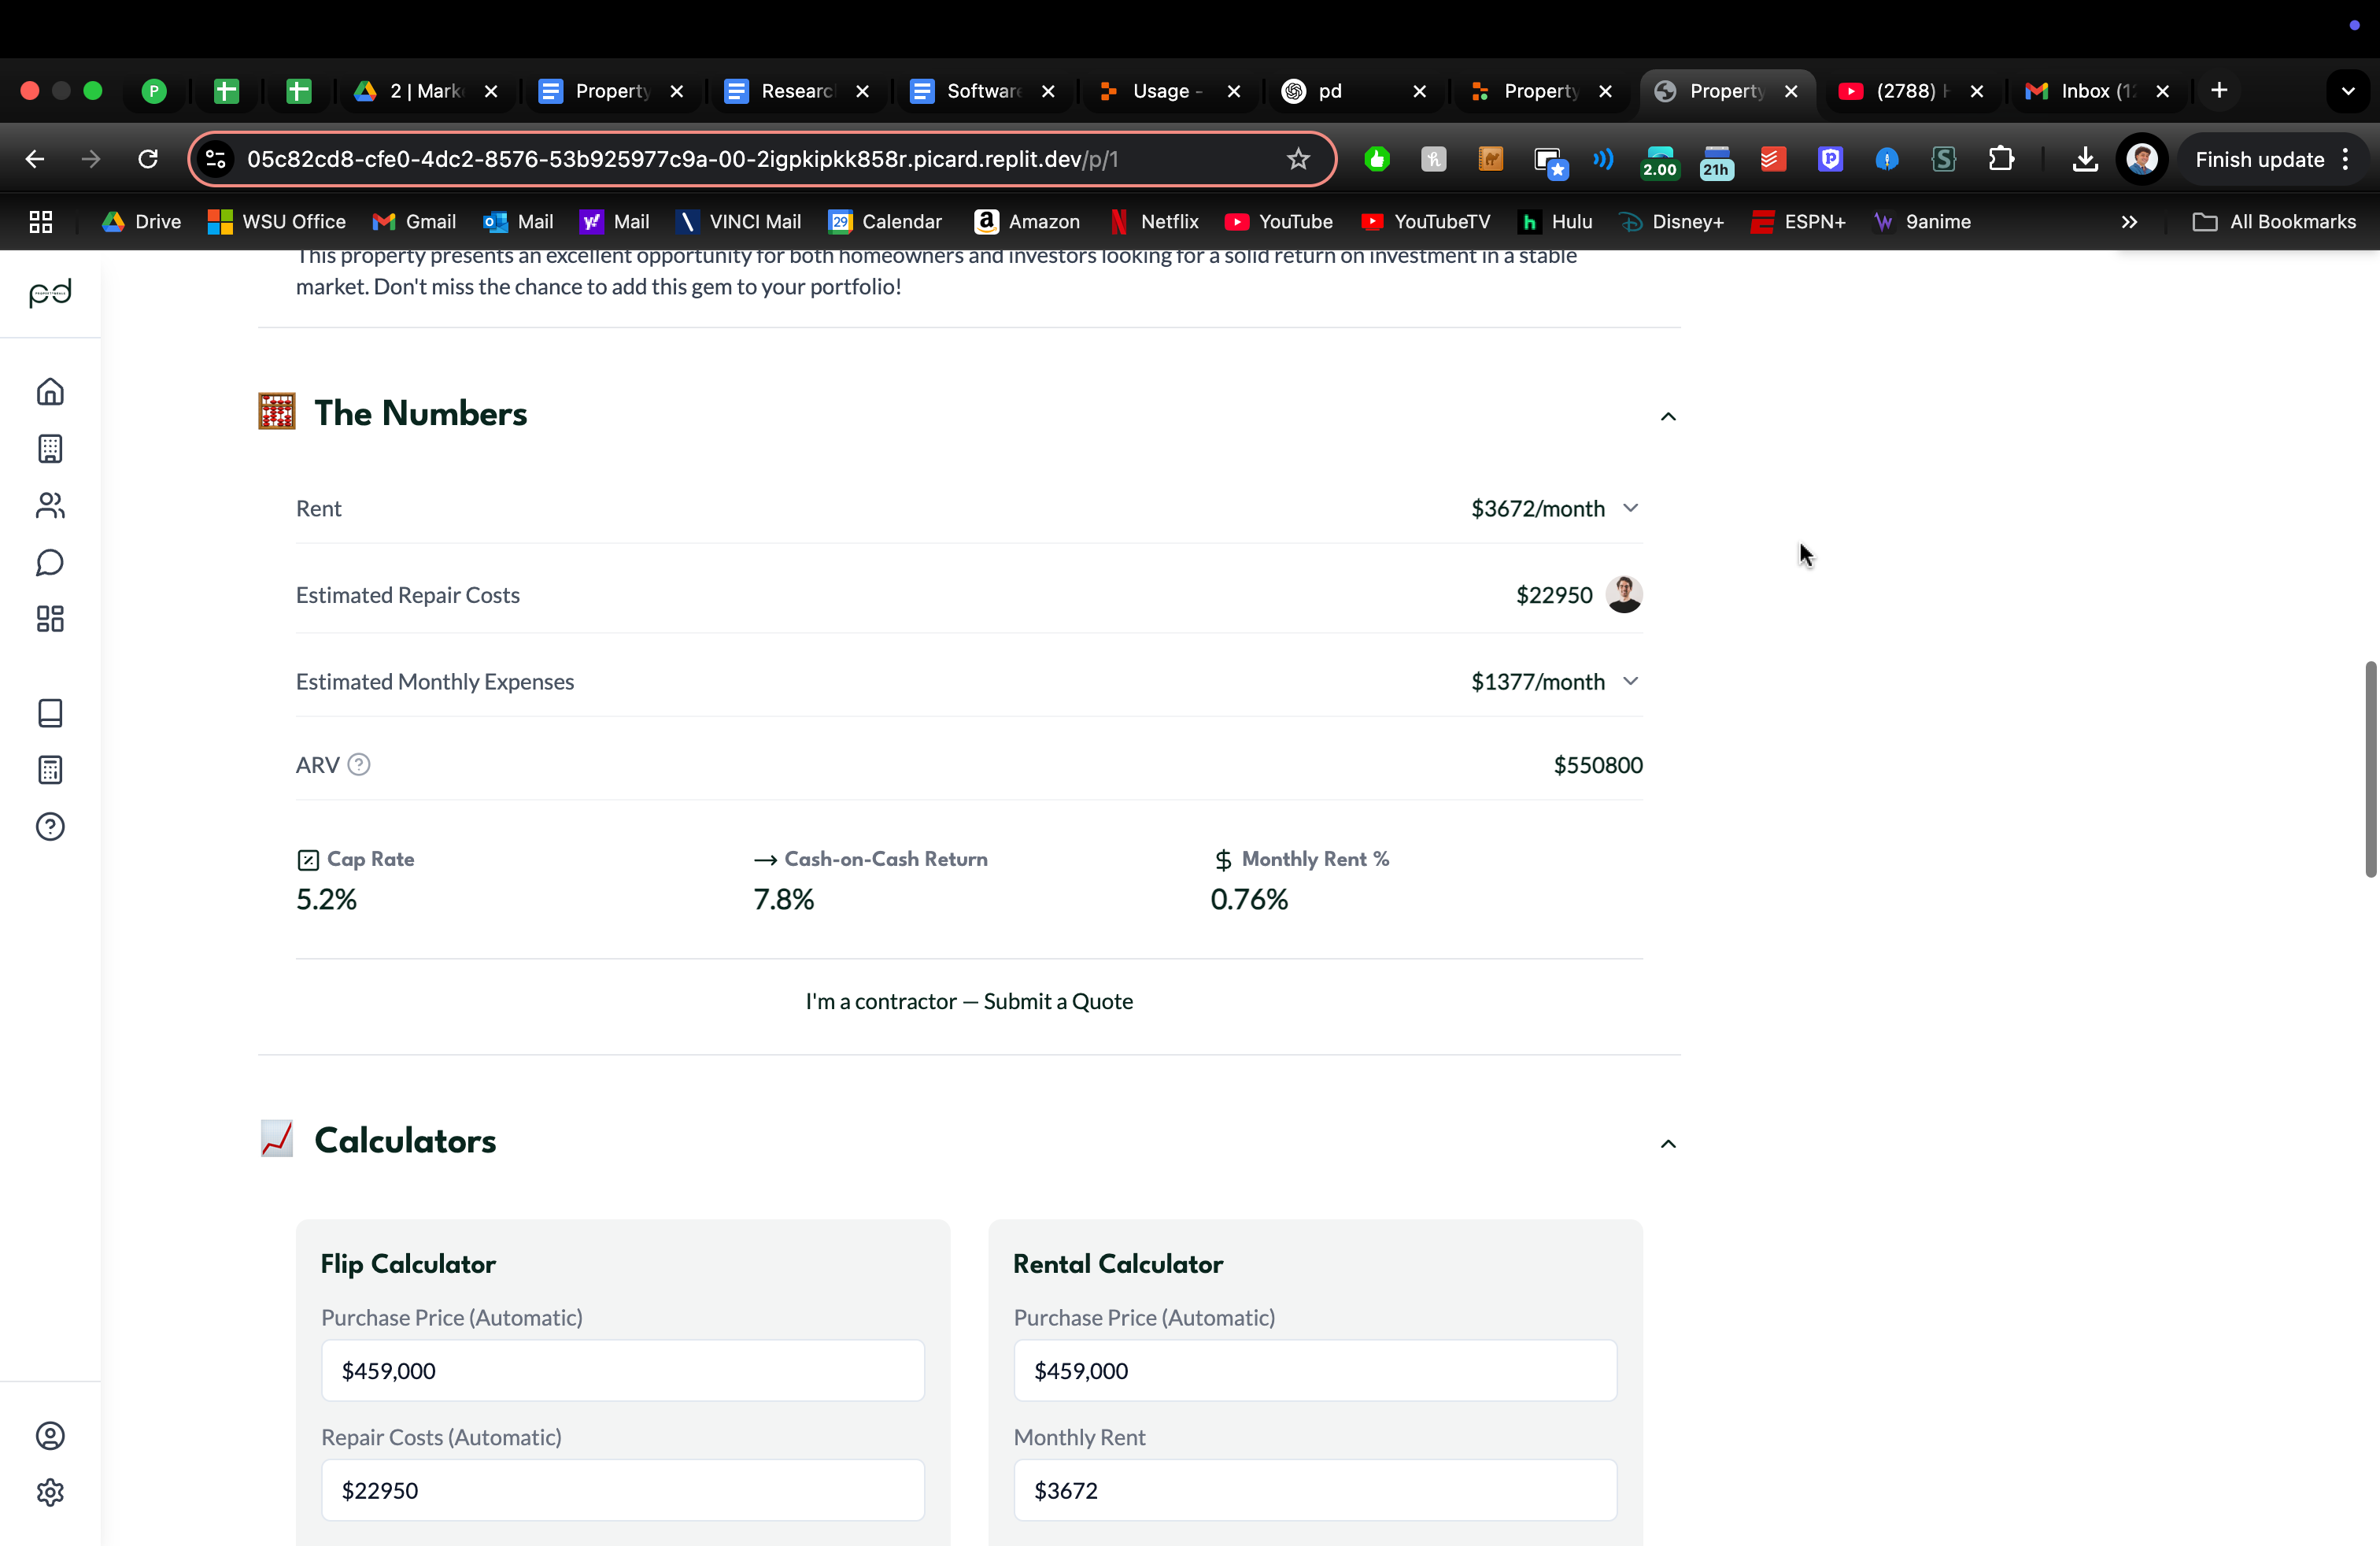 P
2 | Mark
Property
Researc
Software
Usage -
pd
Property
Property
(2788)
Inbox (1
05c82cd8-cfe0-4dc2-8576-53b925977c9a-00-2igpkipkk858r.picard.replit.dev/p/1
2.00
21h
Finish update
Drive
WSU Office
Gmail
Mail
Mail
VINCI Mail
29
Calendar
Amazon
Netflix
YouTube
YouTubeTV
Hulu
Disney+
ESPN+
9anime
All Bookmarks
pd
This property presents an excellent opportunity for both homeowners and investors looking for a solid return on investment in a stable
market. Don't miss the chance to add this gem to your portfolio!
The Numbers
Rent
$3672/month
Estimated Repair Costs
$22950
Estimated Monthly Expenses
$1377/month
ARV
$550800
Cap Rate
5.2%
Cash-on-Cash Return
7.8%
Monthly Rent %
0.76%
I'm a contractor — Submit a Quote
Calculators
Flip Calculator
Purchase Price (Automatic)
$459,000
Repair Costs (Automatic)
$22950
Rental Calculator
Purchase Price (Automatic)
$459,000
Monthly Rent
$3672